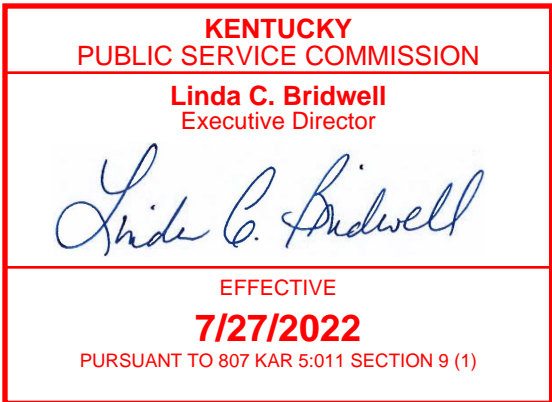 KENTUCKY
PUBLIC SERVICE COMMISSION
Linda C. Bridwell
Executive Director
Linda C. Bridwell
EFFECTIVE
7/27/2022
PURSUANT TO 807 KAR 5:011 SECTION 9 (1)